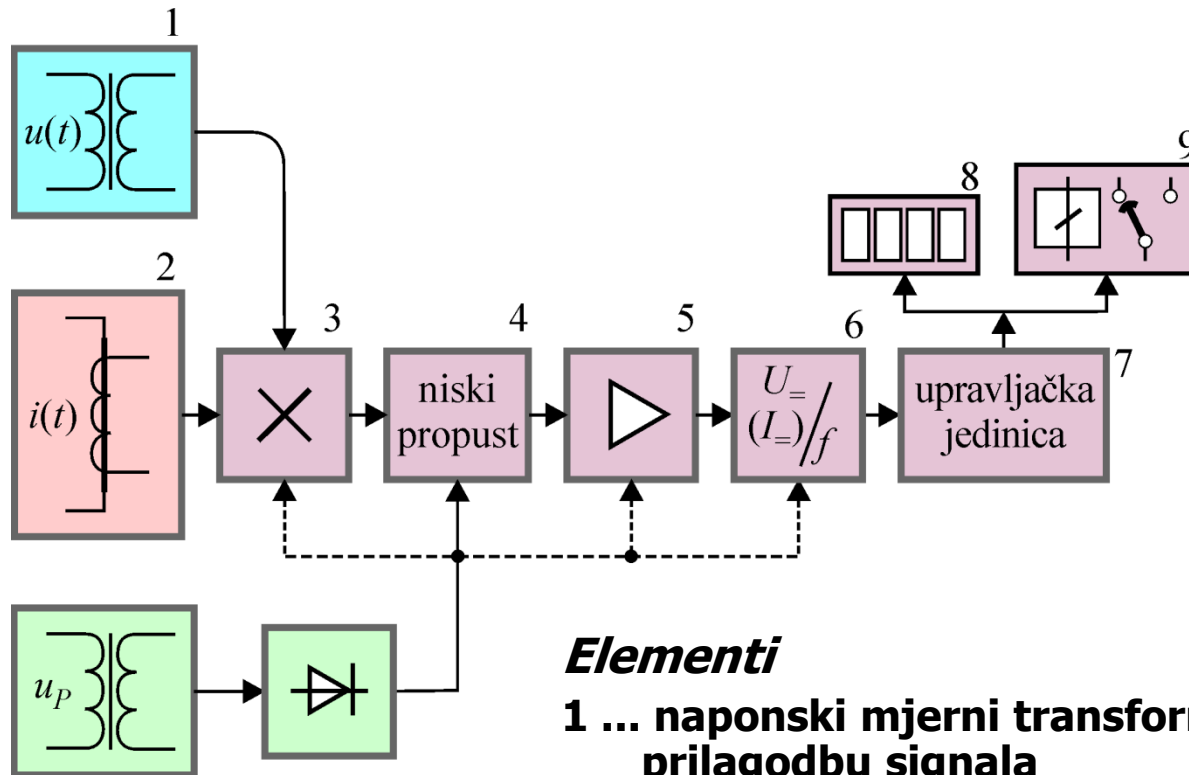 1
u(t)
9
8
2
3
4
5
6
7
i(t)
niski
propust
U=
(I=)/f
upravljačka
jedinica
uP
Elementi
1 ... naponski mjerni
prilagodbu signala